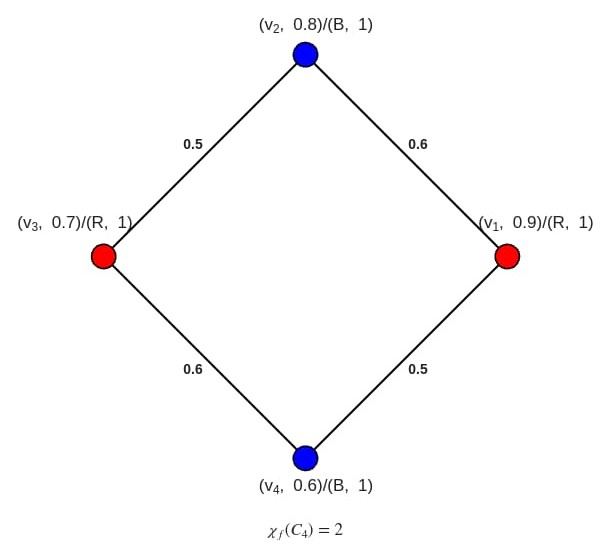 (v₂, 0.8)/(B, 1)
0.5
0.6
(v₃, 0.7)/(R, 1)
(v₁, 0.9)/(R, 1)
0.6
0.5
(v₄, 0.6)/(B, 1)
χ_f(C₄) = 2